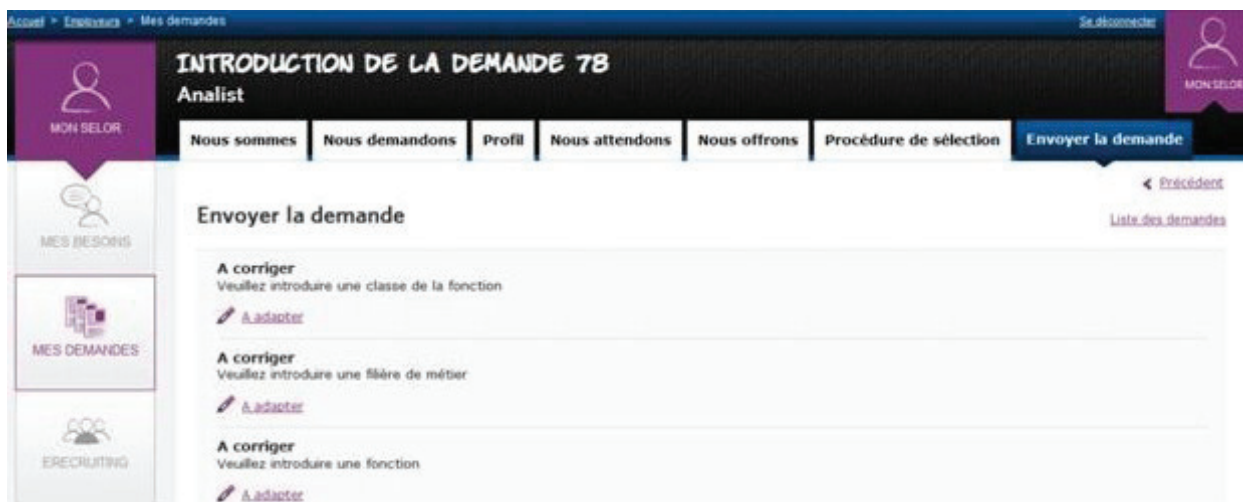 Accueil > Employeurs > Mes demandes
Se déconnecter
MON SELOR
INTRODUCTION DE LA DEMANDE 78
Analist
MON SELOR
Nous sommes Nous demandons Profil Nous attendons Nous offrons Procédure de sélection Envoyer la demande
Précédent
Envoyer la demande
Liste des demandes
MES BESOINS
A corriger
Veuillez introduire une classe de la fonction
A adapter
MES DEMANDES
A corriger
Veuillez introduire une filière de métier
A adapter
ERECRUITING
A corriger
Veuillez introduire une fonction
A adapter